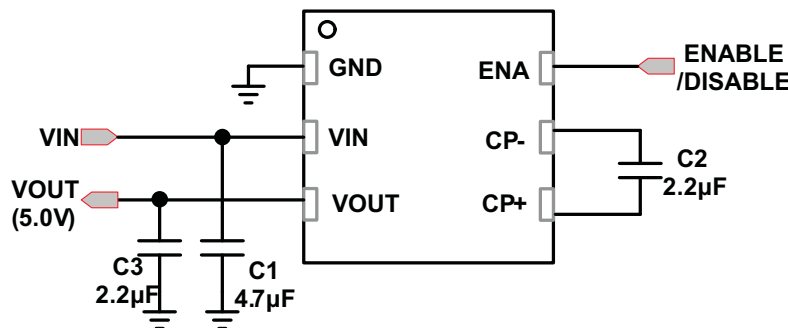 GND
ENA
ENABLE
/DISABLE
VIN
VIN
CP-
C2
2.2µF
VOUT
(5.0V)
VOUT
CP+
C3
2.2µF
C1
4.7µF